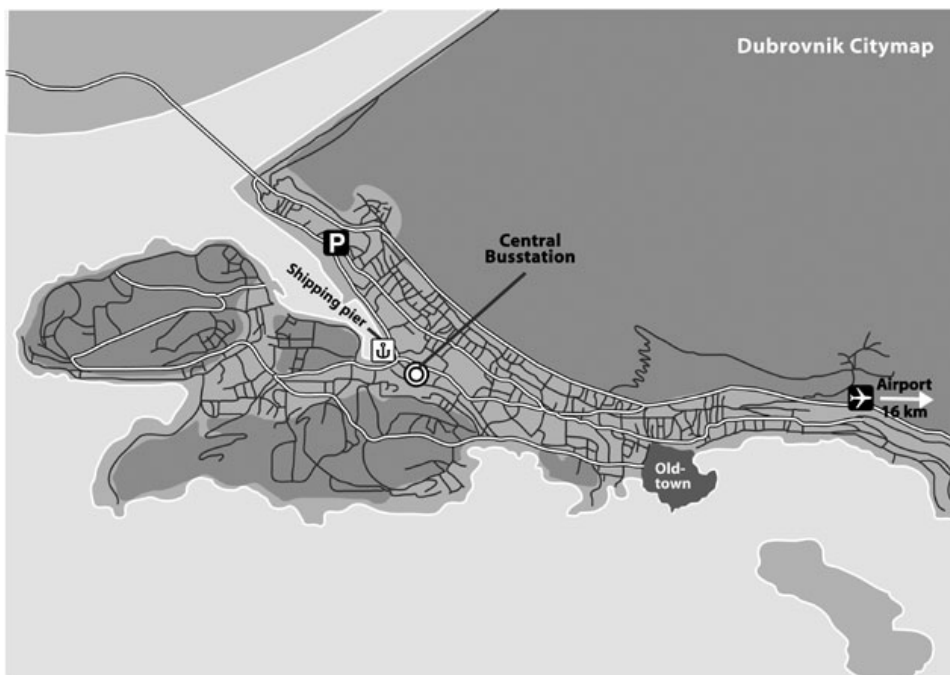 Dubrovnik Citymap
P
Central
Busstation
Shipping pier
Airport
16 km
Old-
town